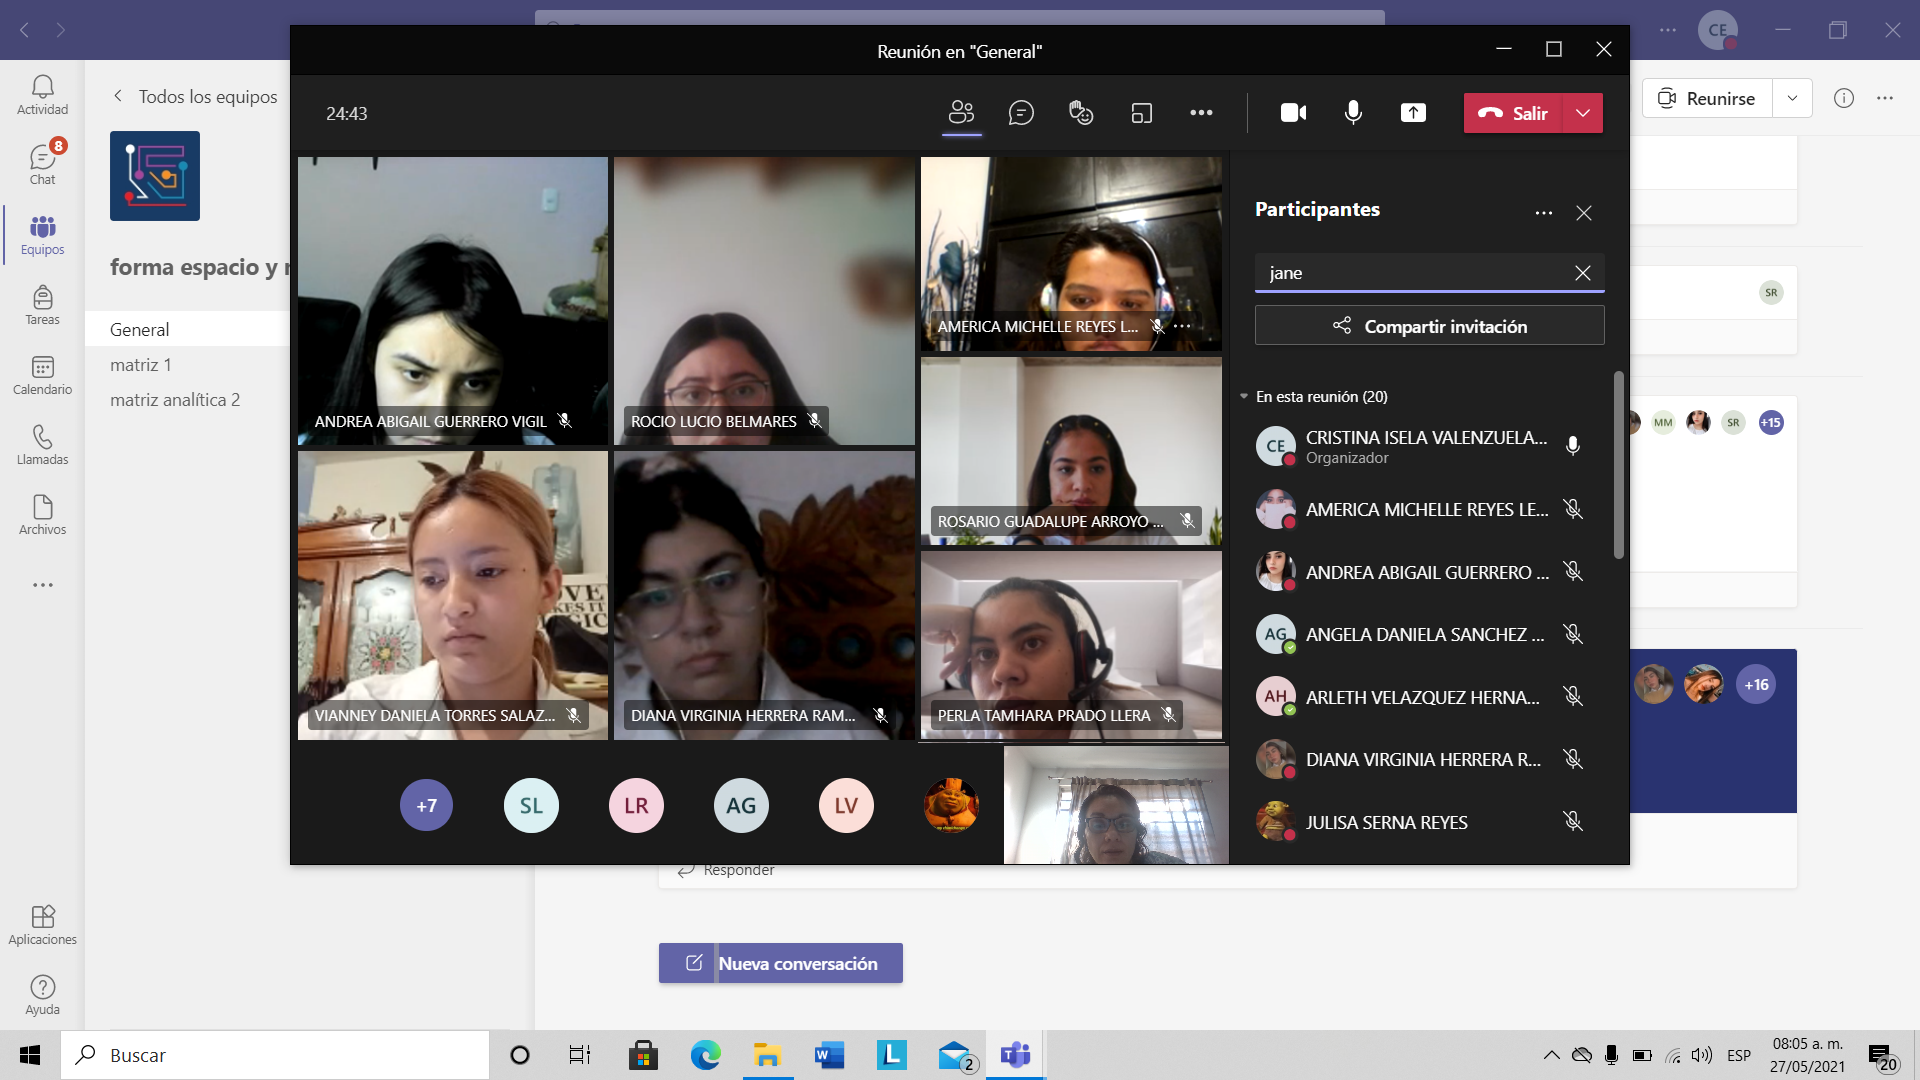 CE
Reunión en "General"
24:43
Salir
Reunirse
Actividad
8
Chat
Equipos
Tareas
Calendario
Llamadas
Archivos
Aplicaciones
Ayuda
Todos los equipos
forma espacio y
General
matriz 1
matriz analítica 2
ANDREA ABIGAIL GUERRERO VIGIL
ROCIO LUCIO BELMARES
AMERICA MICHELLE REYES L...
ROSARIO GUADALUPE ARROYO ...
VIANNEY DANIELA TORRES SALAZ...
DIANA VIRGINIA HERRERA RAM...
PERLA TAMHARA PRADO LLERA
+7
SL
LR
AG
LV
Participantes
jane
Compartir invitación
En esta reunión (20)
CE
CRISTINA ISELA VALENZUELA...
Organizador
AMERICA MICHELLE REYES LE...
ANDREA ABIGAIL GUERRERO ...
AG
ANGELA DANIELA SANCHEZ ...
AH
ARLETH VELAZQUEZ HERNA...
DIANA VIRGINIA HERRERA R...
JULISA SERNA REYES
SR
MM
SR
+15
+16
Responder
Nueva conversación
Buscar
2
ESP
08:05 a. m.
27/05/2021
20